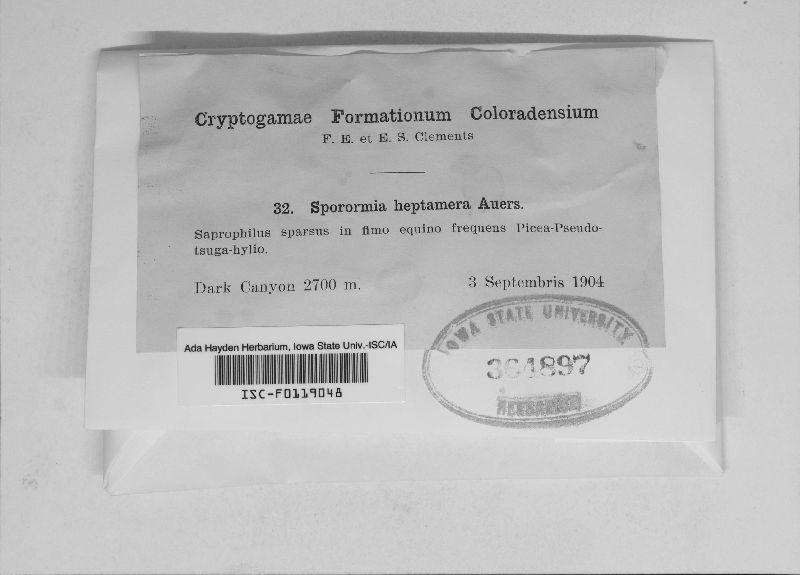 Cryptogamae Formationum Coloradensium
F. E. et E. S. Clements
32. Sporormia heptamera Auers.
Saprophilus sparsus in fimo equino frequens Picea-Pseudo-
tsuga-hylio.
Dark Canyon 2700 m. 3 Septembris 1904
Ada Hayden Herbarium, Iowa State Univ.-ISC/IA
ISC-F0119048
IOWA STATE UNIVERSITY
364897
HERBARIUM